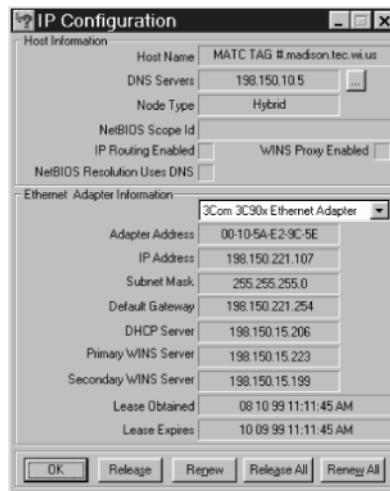 IP Configuration
Host Information
Host Name MATC TAG #.madison.tec.wi.us
DNS Servers 198.150.10.5 ...
Node Type Hybrid
NetBIOS Scope Id
IP Routing Enabled WINS Proxy Enabled
NetBIOS Resolution Uses DNS
Ethernet Adapter Information
3Com 3C90x Ethernet Adapter
Adapter Address 00-10-5A-E2-9C-5E
IP Address 198.150.221.107
Subnet Mask 255.255.255.0
Default Gateway 198.150.221.254
DHCP Server 198.150.15.206
Primary WINS Server 198.150.15.223
Secondary WINS Server 198.150.15.199
Lease Obtained 08 10 99 11:11:45 AM
Lease Expires 10 09 99 11:11:45 AM
OK Release Renew Release All Renew All